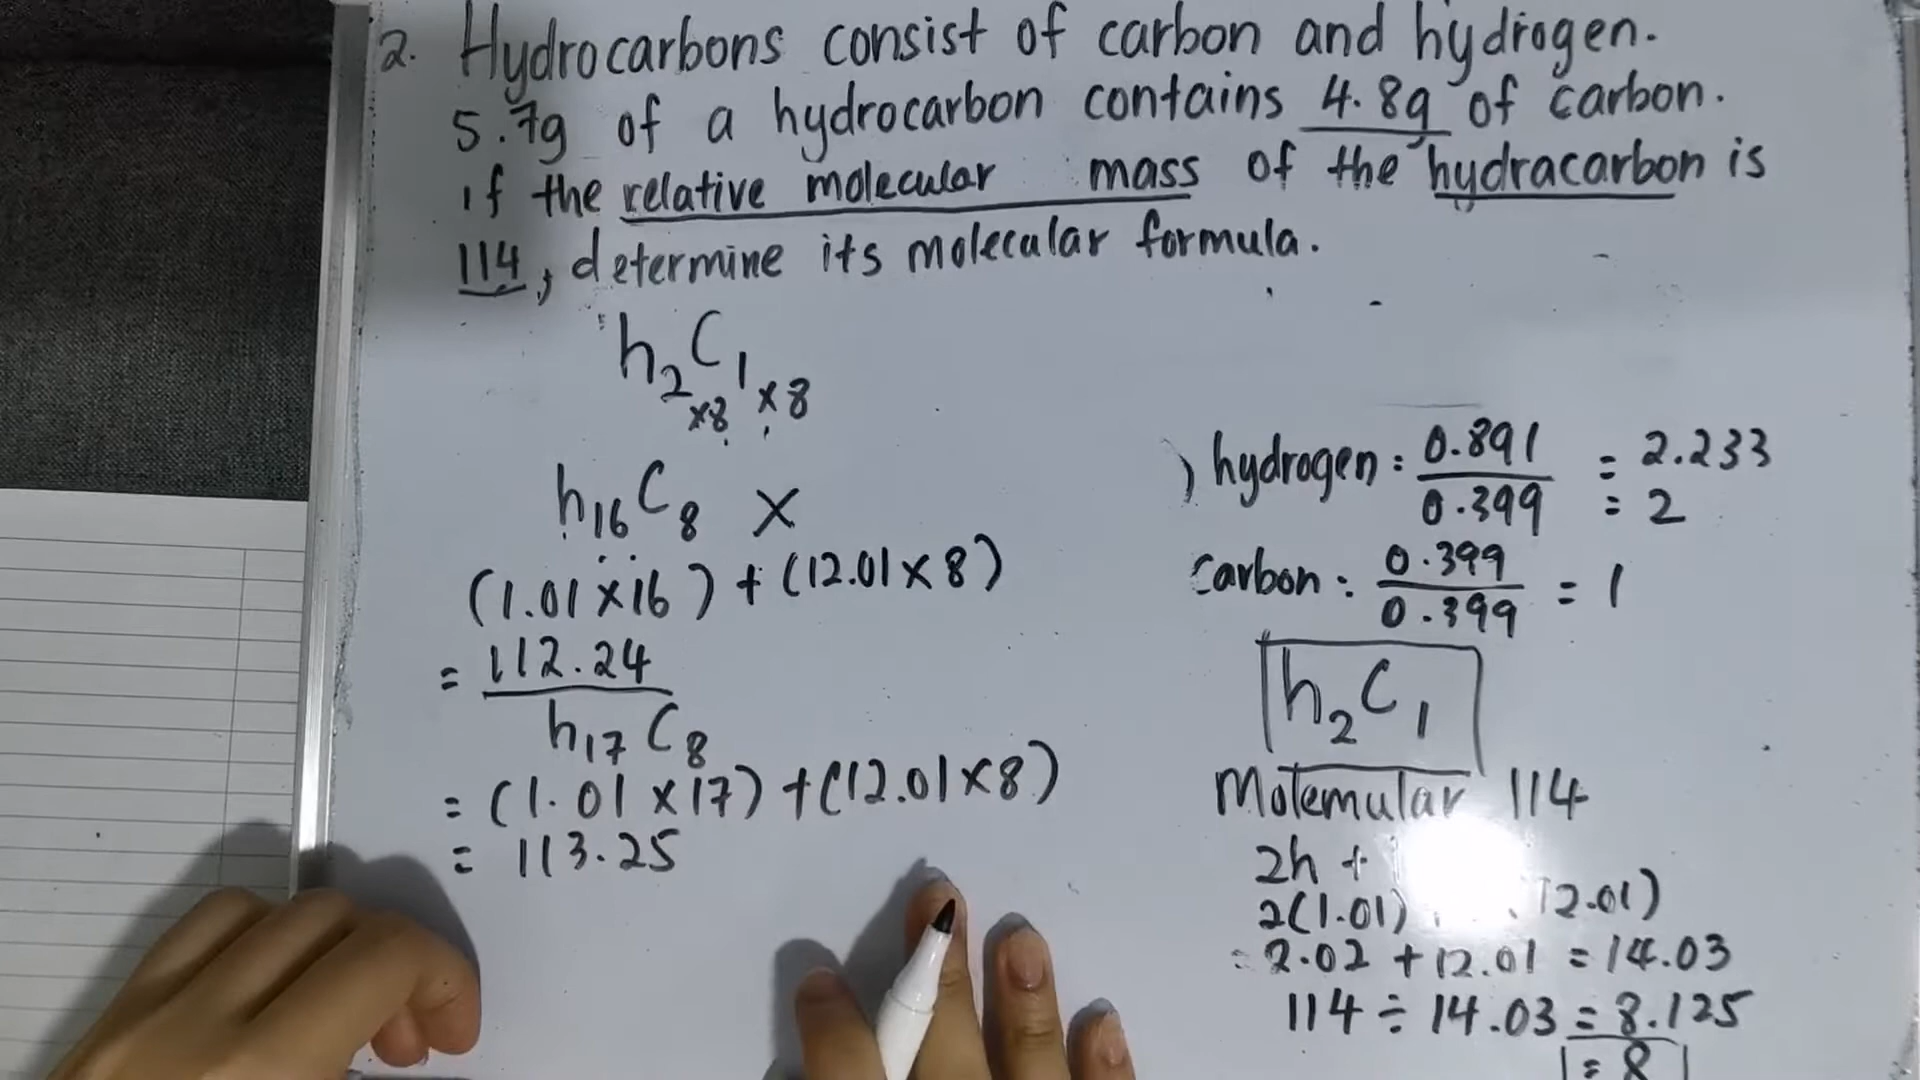 2. Hydrocarbons consist of carbon and hydrogen.
5.7g of a hydrocarbon contains 4.8g of carbon.
if the relative molecular mass of the hydracarbon is
114, determine its molecular formula.
h₂C₁
×8 ×8
h₁₆C₈ ×
(1.01×16) + (12.01×8)
= 112.24
h₁₇C₈
= (1.01×17) + (12.01×8)
= 113.25
) hydrogen: 0.891/0.399 = 2.233
= 2
carbon: 0.399/0.399 = 1
h₂C₁
Molemular 114
2h +
2(1.01) 12.01)
= 2.02 + 12.01 = 14.03
114 ÷ 14.03 = 8.125
= 8